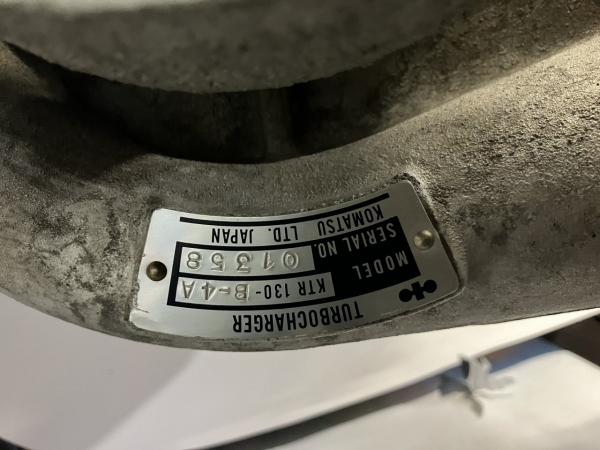 TURBOCHARGER
MODEL KTR 130-B-4A
SERIAL NO. 01358
KOMATSU LTD. JAPAN